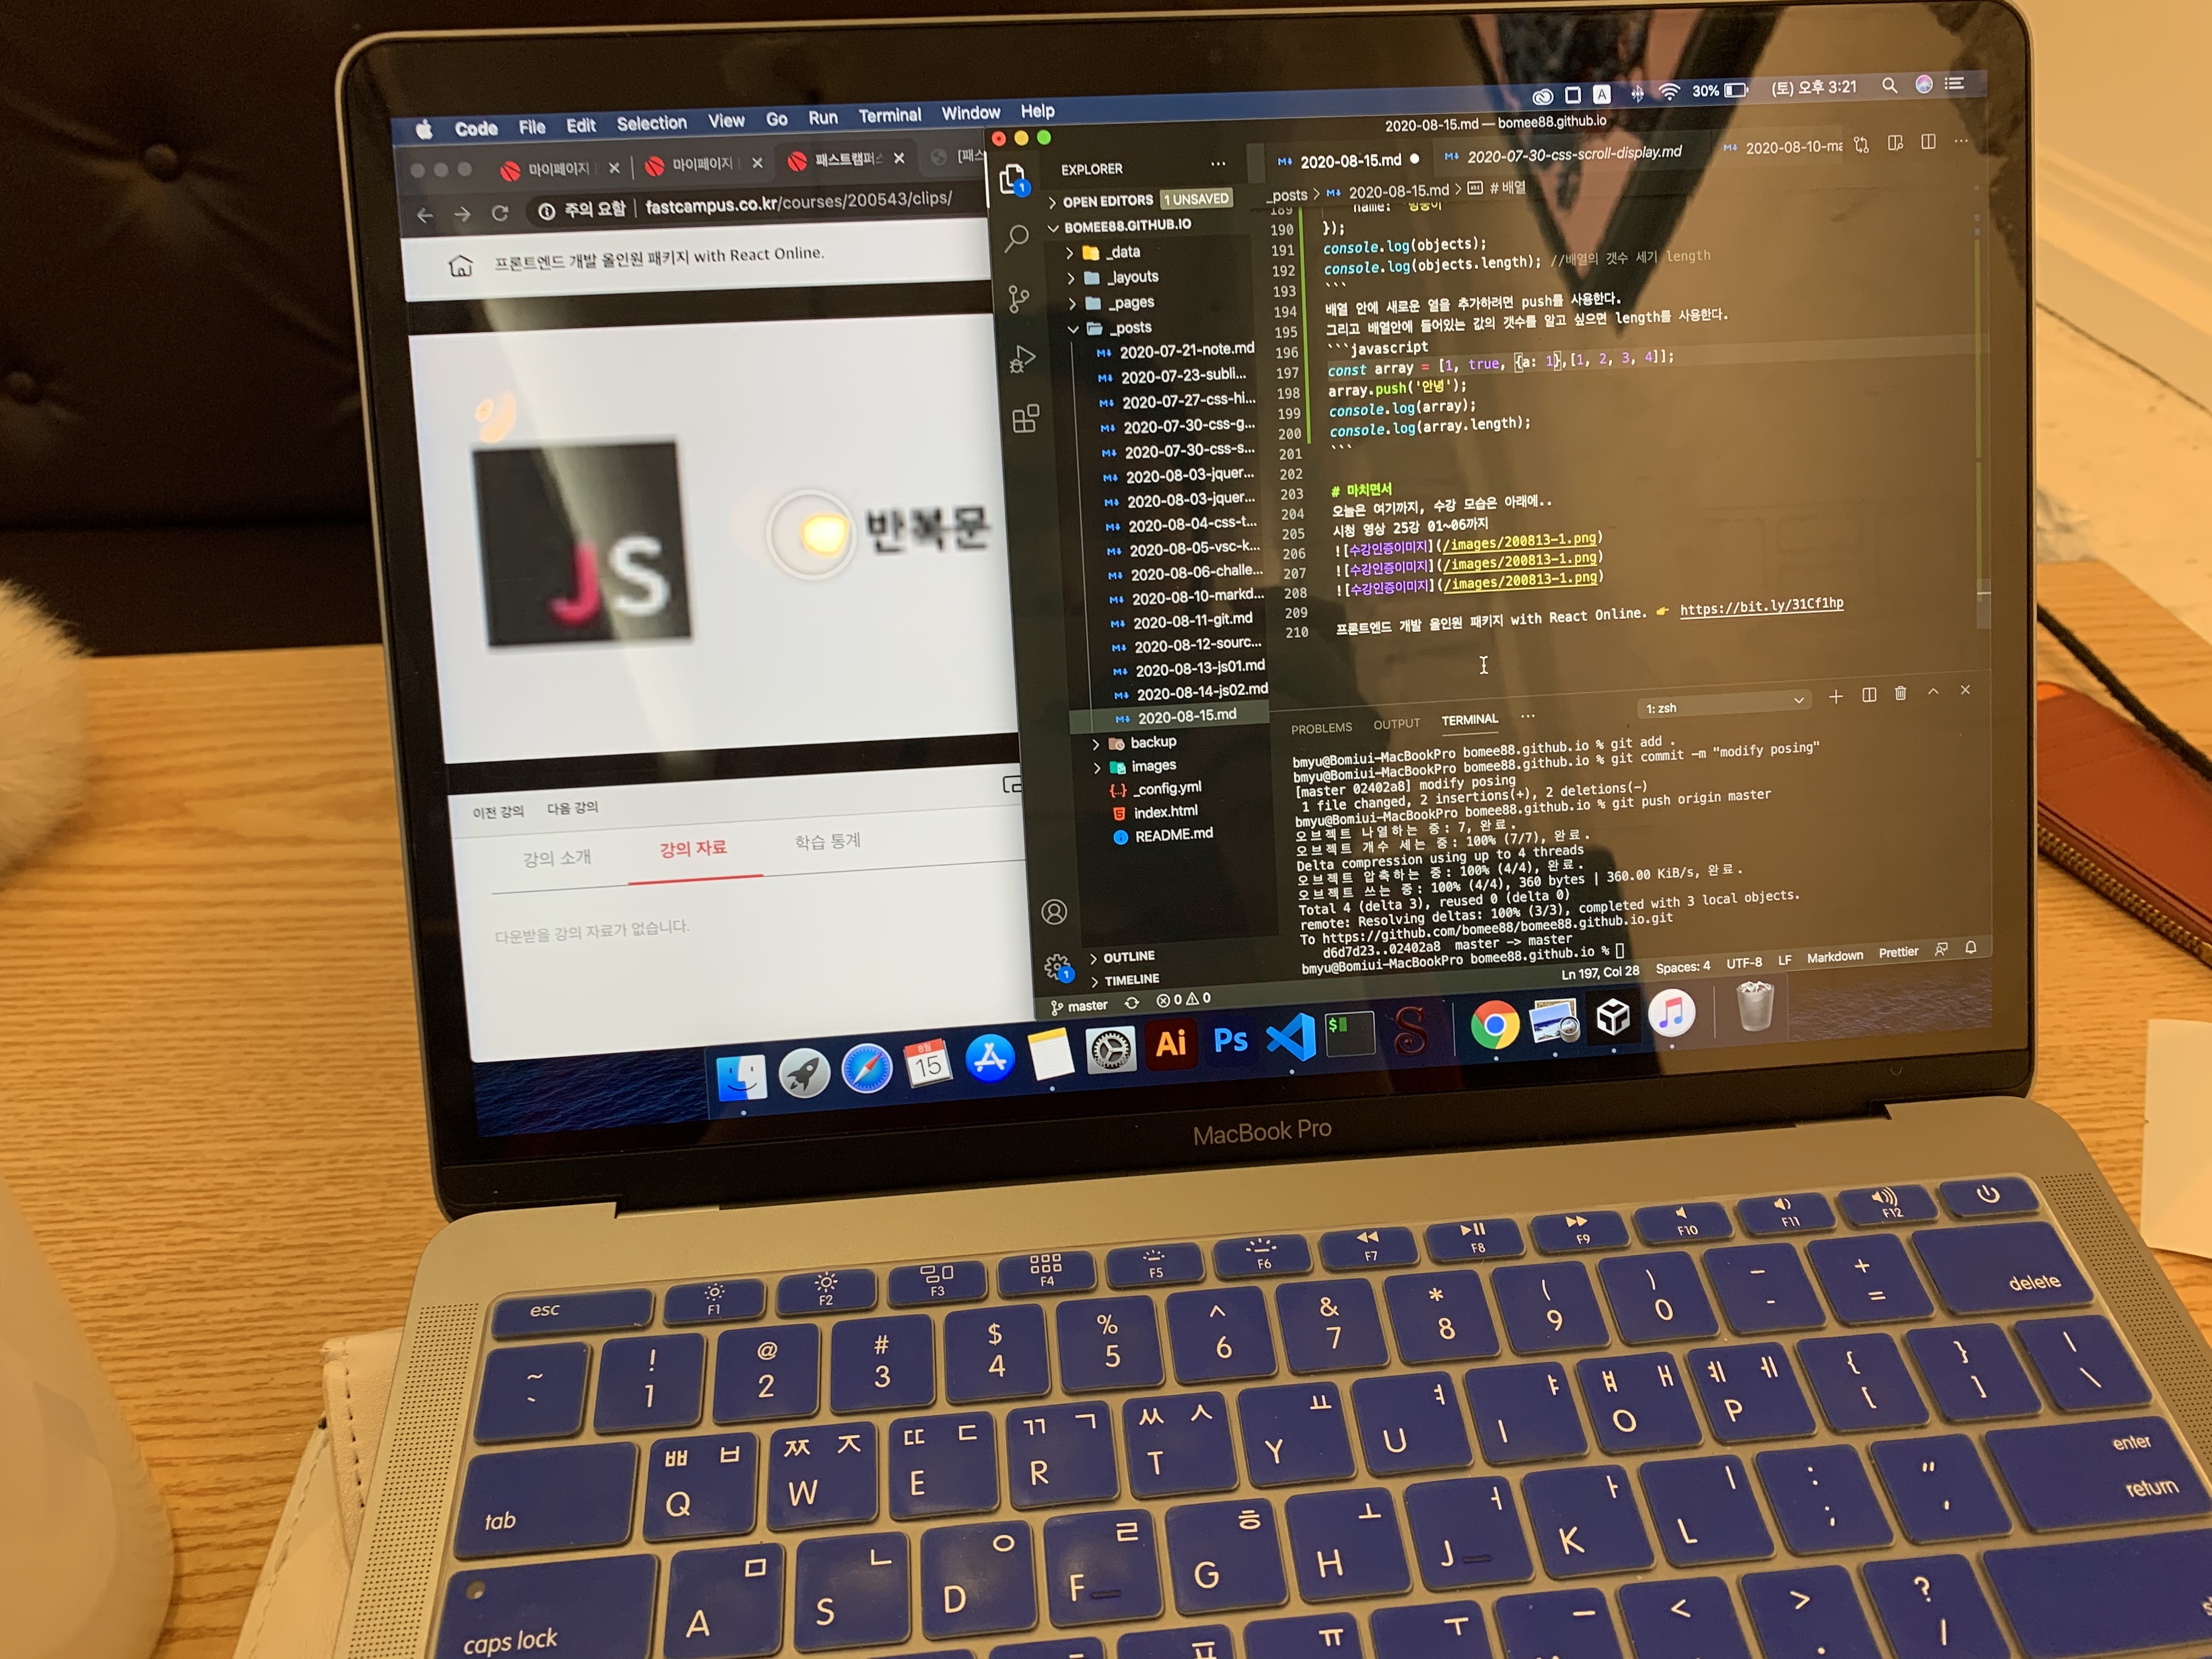 Code File Edit Selection View Go Run Terminal Window Help
A 30% (토) 오후 3:21
마이페이지
마이페이지
패스트캠퍼
[패스
주의 요함 | fastcampus.co.kr/courses/200543/clips/
프론트엔드 개발 올인원 패키지 with React Online.
JS
반복문
이전 강의 다음 강의
강의 소개 강의 자료 학습 통계
다운받을 강의 자료가 없습니다.
2020-08-15.md — bomee88.github.io
EXPLORER
OPEN EDITORS 1 UNSAVED
BOMEE88.GITHUB.IO
_data
_layouts
_pages
_posts
2020-07-21-note.md
2020-07-23-subli...
2020-07-27-css-hi...
2020-07-30-css-g...
2020-07-30-css-s...
2020-08-03-jquer...
2020-08-03-jquer...
2020-08-04-css-t...
2020-08-05-vsc-k...
2020-08-06-challe...
2020-08-10-markd...
2020-08-11-git.md
2020-08-12-sourc...
2020-08-13-js01.md
2020-08-14-js02.md
2020-08-15.md
backup
images
_config.yml
index.html
README.md
OUTLINE
TIMELINE
2020-08-15.md 2020-07-30-css-scroll-display.md 2020-08-10-ma
_posts > 2020-08-15.md > # 배열
189 name: '멍멍이'
190 });
191 console.log(objects);
192 console.log(objects.length); //배열의 갯수 세기 length
193 ```
194 배열 안에 새로운 열을 추가하려면 push를 사용한다.
195 그리고 배열안에 들어있는 값의 갯수를 알고 싶으면 length를 사용한다.
196 ```javascript
197 const array = [1, true, {a: 1},[1, 2, 3, 4]];
198 array.push('안녕');
199 console.log(array);
200 console.log(array.length);
201 ```
202
203 # 마치면서
204 오늘은 여기까지, 수강 모습은 아래에..
205 시청 영상 25강 01~06까지
206 ![수강인증이미지](/images/200813-1.png)
207 ![수강인증이미지](/images/200813-1.png)
208 ![수강인증이미지](/images/200813-1.png)
209
210 프론트엔드 개발 올인원 패키지 with React Online. 👉 https://bit.ly/31Cf1hp
PROBLEMS OUTPUT TERMINAL ... 1: zsh
bmyu@Bomiui-MacBookPro bomee88.github.io % git add .
bmyu@Bomiui-MacBookPro bomee88.github.io % git commit -m "modify posing"
[master 02402a8] modify posing
1 file changed, 2 insertions(+), 2 deletions(-)
bmyu@Bomiui-MacBookPro bomee88.github.io % git push origin master
오브젝트 나열하는 중: 7, 완료.
오브젝트 개수 세는 중: 100% (7/7), 완료.
Delta compression using up to 4 threads
오브젝트 압축하는 중: 100% (4/4), 완료.
오브젝트 쓰는 중: 100% (4/4), 360 bytes | 360.00 KiB/s, 완료.
Total 4 (delta 3), reused 0 (delta 0)
remote: Resolving deltas: 100% (3/3), completed with 3 local objects.
To https://github.com/bomee88/bomee88.github.io.git
d6d7d23..02402a8 master -> master
bmyu@Bomiui-MacBookPro bomee88.github.io %
master 0 0 Ln 197, Col 28 Spaces: 4 UTF-8 LF Markdown Prettier
8월 15 Ai Ps $
MacBook Pro
esc F1 F2 F3 F4 F5 F6 F7 F8 F9 F10 F11 F12
~ ` ! 1 @ 2 # 3 $ 4 % 5 ^ 6 & 7 * 8 ( 9 ) 0 _ - + = delete
tab ㅃ ㅂ Q ㅉ ㅈ W ㄸ ㄷ E ㄲ ㄱ R ㅆ ㅅ T ㅛ Y ㅕ U ㅑ I ㅒ ㅐ O ㅖ ㅔ P { [ } ] | \
caps lock ㅁ A ㄴ S ㅇ D ㄹ F ㅎ G ㅗ H ㅓ J ㅏ K ㅣ L : ; " ' enter return
ㅍ ㅠ ㅜ ㅡ < > . ? /